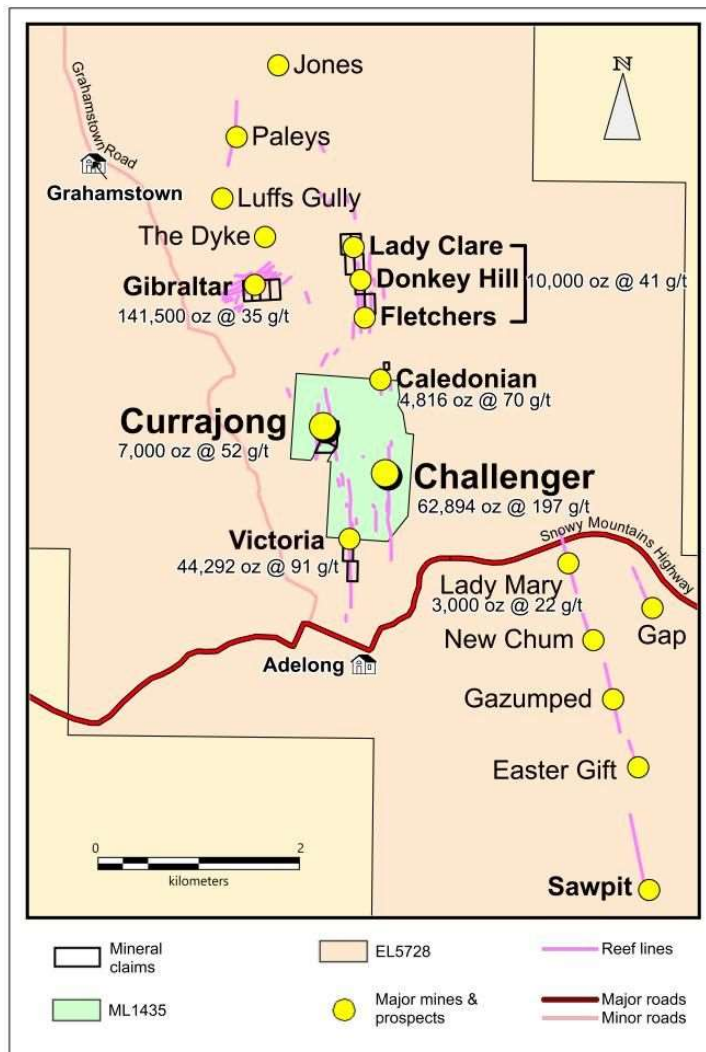 N
Jones
Grahamstown Road
Paleys
Grahamstown
Luffs Gully
The Dyke
Lady Clare
Gibraltar
Donkey Hill
10,000 oz @ 41 g/t
141,500 oz @ 35 g/t
Fletchers
Caledonian
4,816 oz @ 70 g/t
Currajong
7,000 oz @ 52 g/t
Challenger
62,894 oz @ 197 g/t
Victoria
44,292 oz @ 91 g/t
Snowy Mountains Highway
Lady Mary
3,000 oz @ 22 g/t
New Chum
Gap
Adelong
Gazumped
Easter Gift
0
2
kilometers
Sawpit
Mineral
claims
EL5728
Reef lines
ML1435
Major mines &
prospects
Major roads
Minor roads